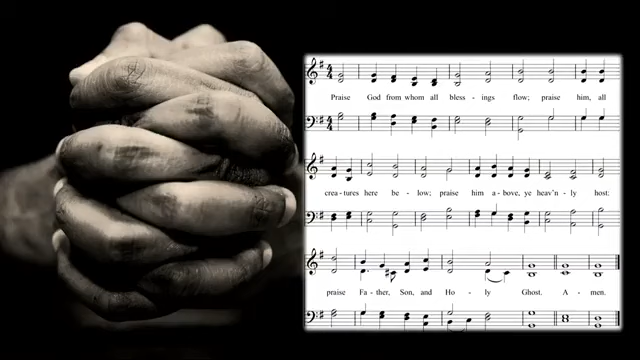 Praise God from whom all bless - ings flow; praise him, all
crea - tures here be - low; praise him a - bove, ye heav'n - ly host:
praise Fa - ther, Son, and Ho - ly Ghost. A - men.